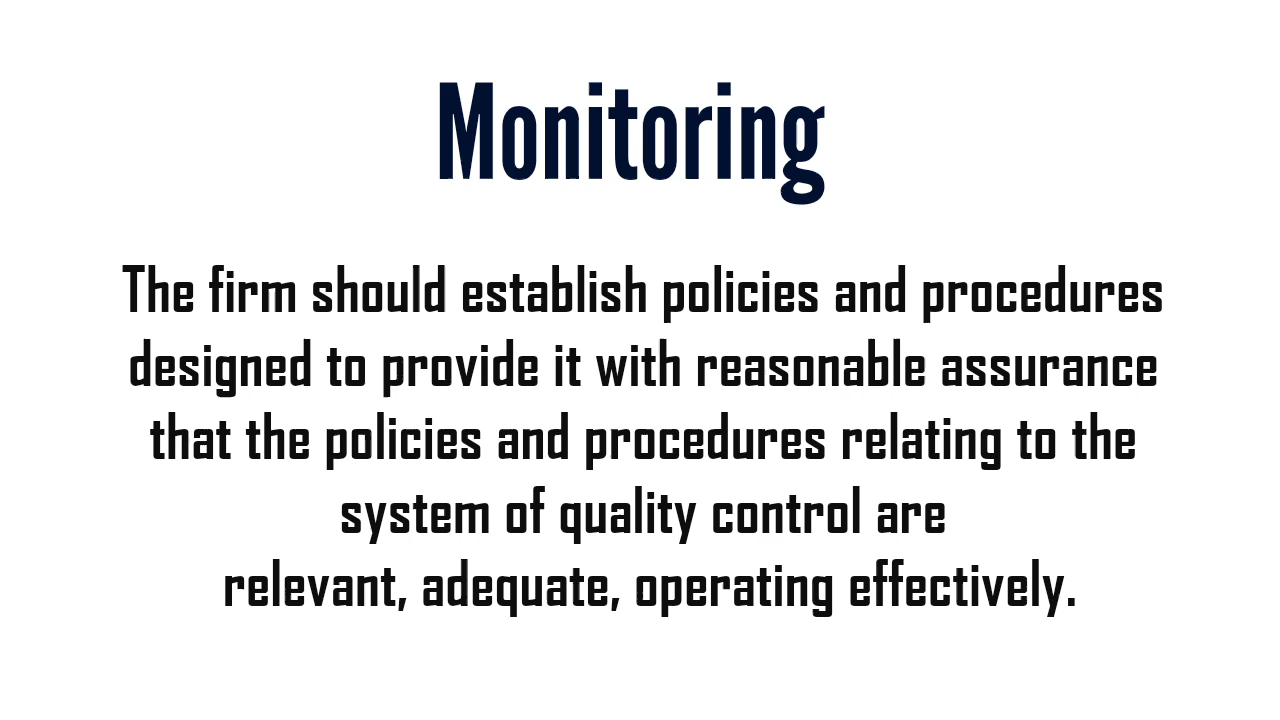 Monitoring
The firm should establish policies and procedures
designed to provide it with reasonable assurance
that the policies and procedures relating to the
system of quality control are
relevant, adequate, operating effectively.